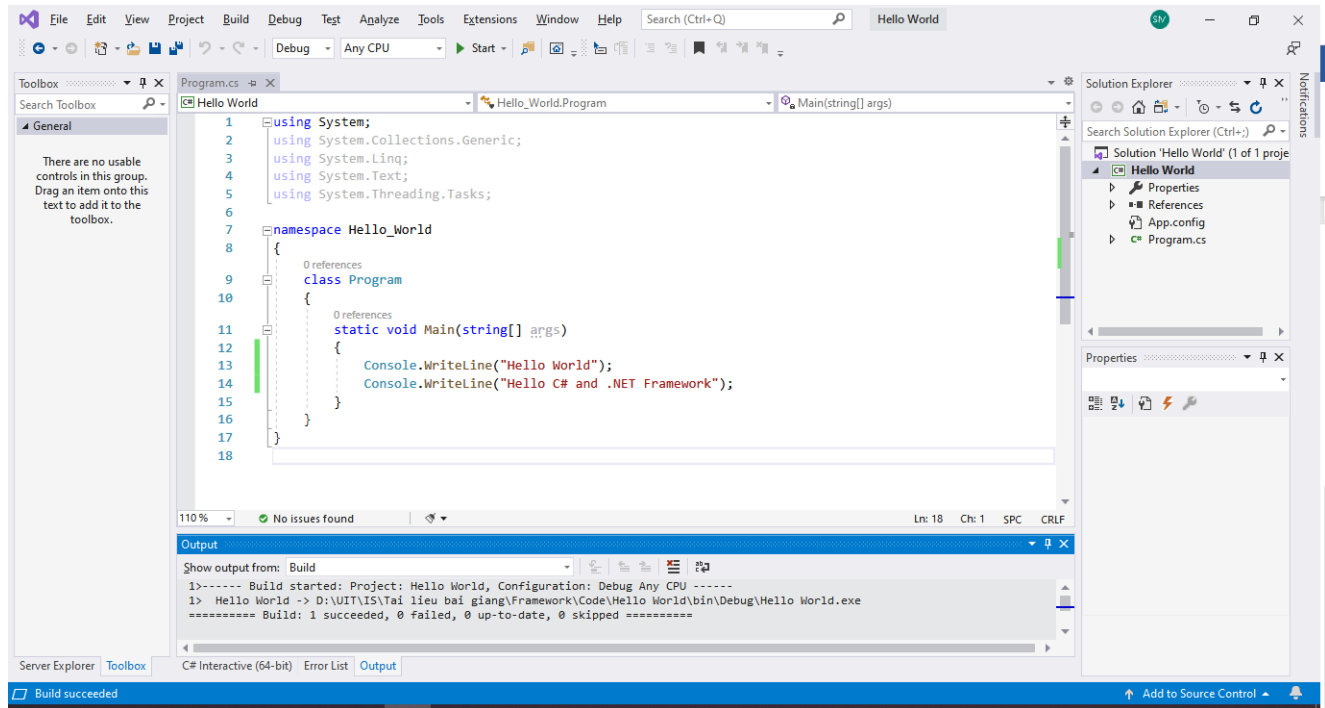 File Edit View Project Build Debug Test Analyze Tools Extensions Window Help Search (Ctrl+Q) Hello World SM
Debug Any CPU Start
Toolbox
Search Toolbox
General
There are no usable
controls in this group.
Drag an item onto this
text to add it to the
toolbox.
Server Explorer Toolbox
Program.cs
C# Hello World Hello_World.Program Main(string[] args)
1 using System;
2 using System.Collections.Generic;
3 using System.Linq;
4 using System.Text;
5 using System.Threading.Tasks;
6
7 namespace Hello_World
8 {
0 references
9 class Program
10 {
0 references
11 static void Main(string[] args)
12 {
13 Console.WriteLine("Hello World");
14 Console.WriteLine("Hello C# and .NET Framework");
15 }
16 }
17 }
18
110 % No issues found Ln: 18 Ch: 1 SPC CRLF
Output
Show output from: Build
1>------ Build started: Project: Hello World, Configuration: Debug Any CPU ------
1> Hello World -> D:\UIT\IS\Tai lieu bai giang\Framework\Code\Hello World\bin\Debug\Hello World.exe
========== Build: 1 succeeded, 0 failed, 0 up-to-date, 0 skipped ==========
C# Interactive (64-bit) Error List Output
Solution Explorer
Search Solution Explorer (Ctrl+;)
Solution 'Hello World' (1 of 1 proje
C# Hello World
Properties
References
App.config
C# Program.cs
Properties
Notifications
Build succeeded Add to Source Control